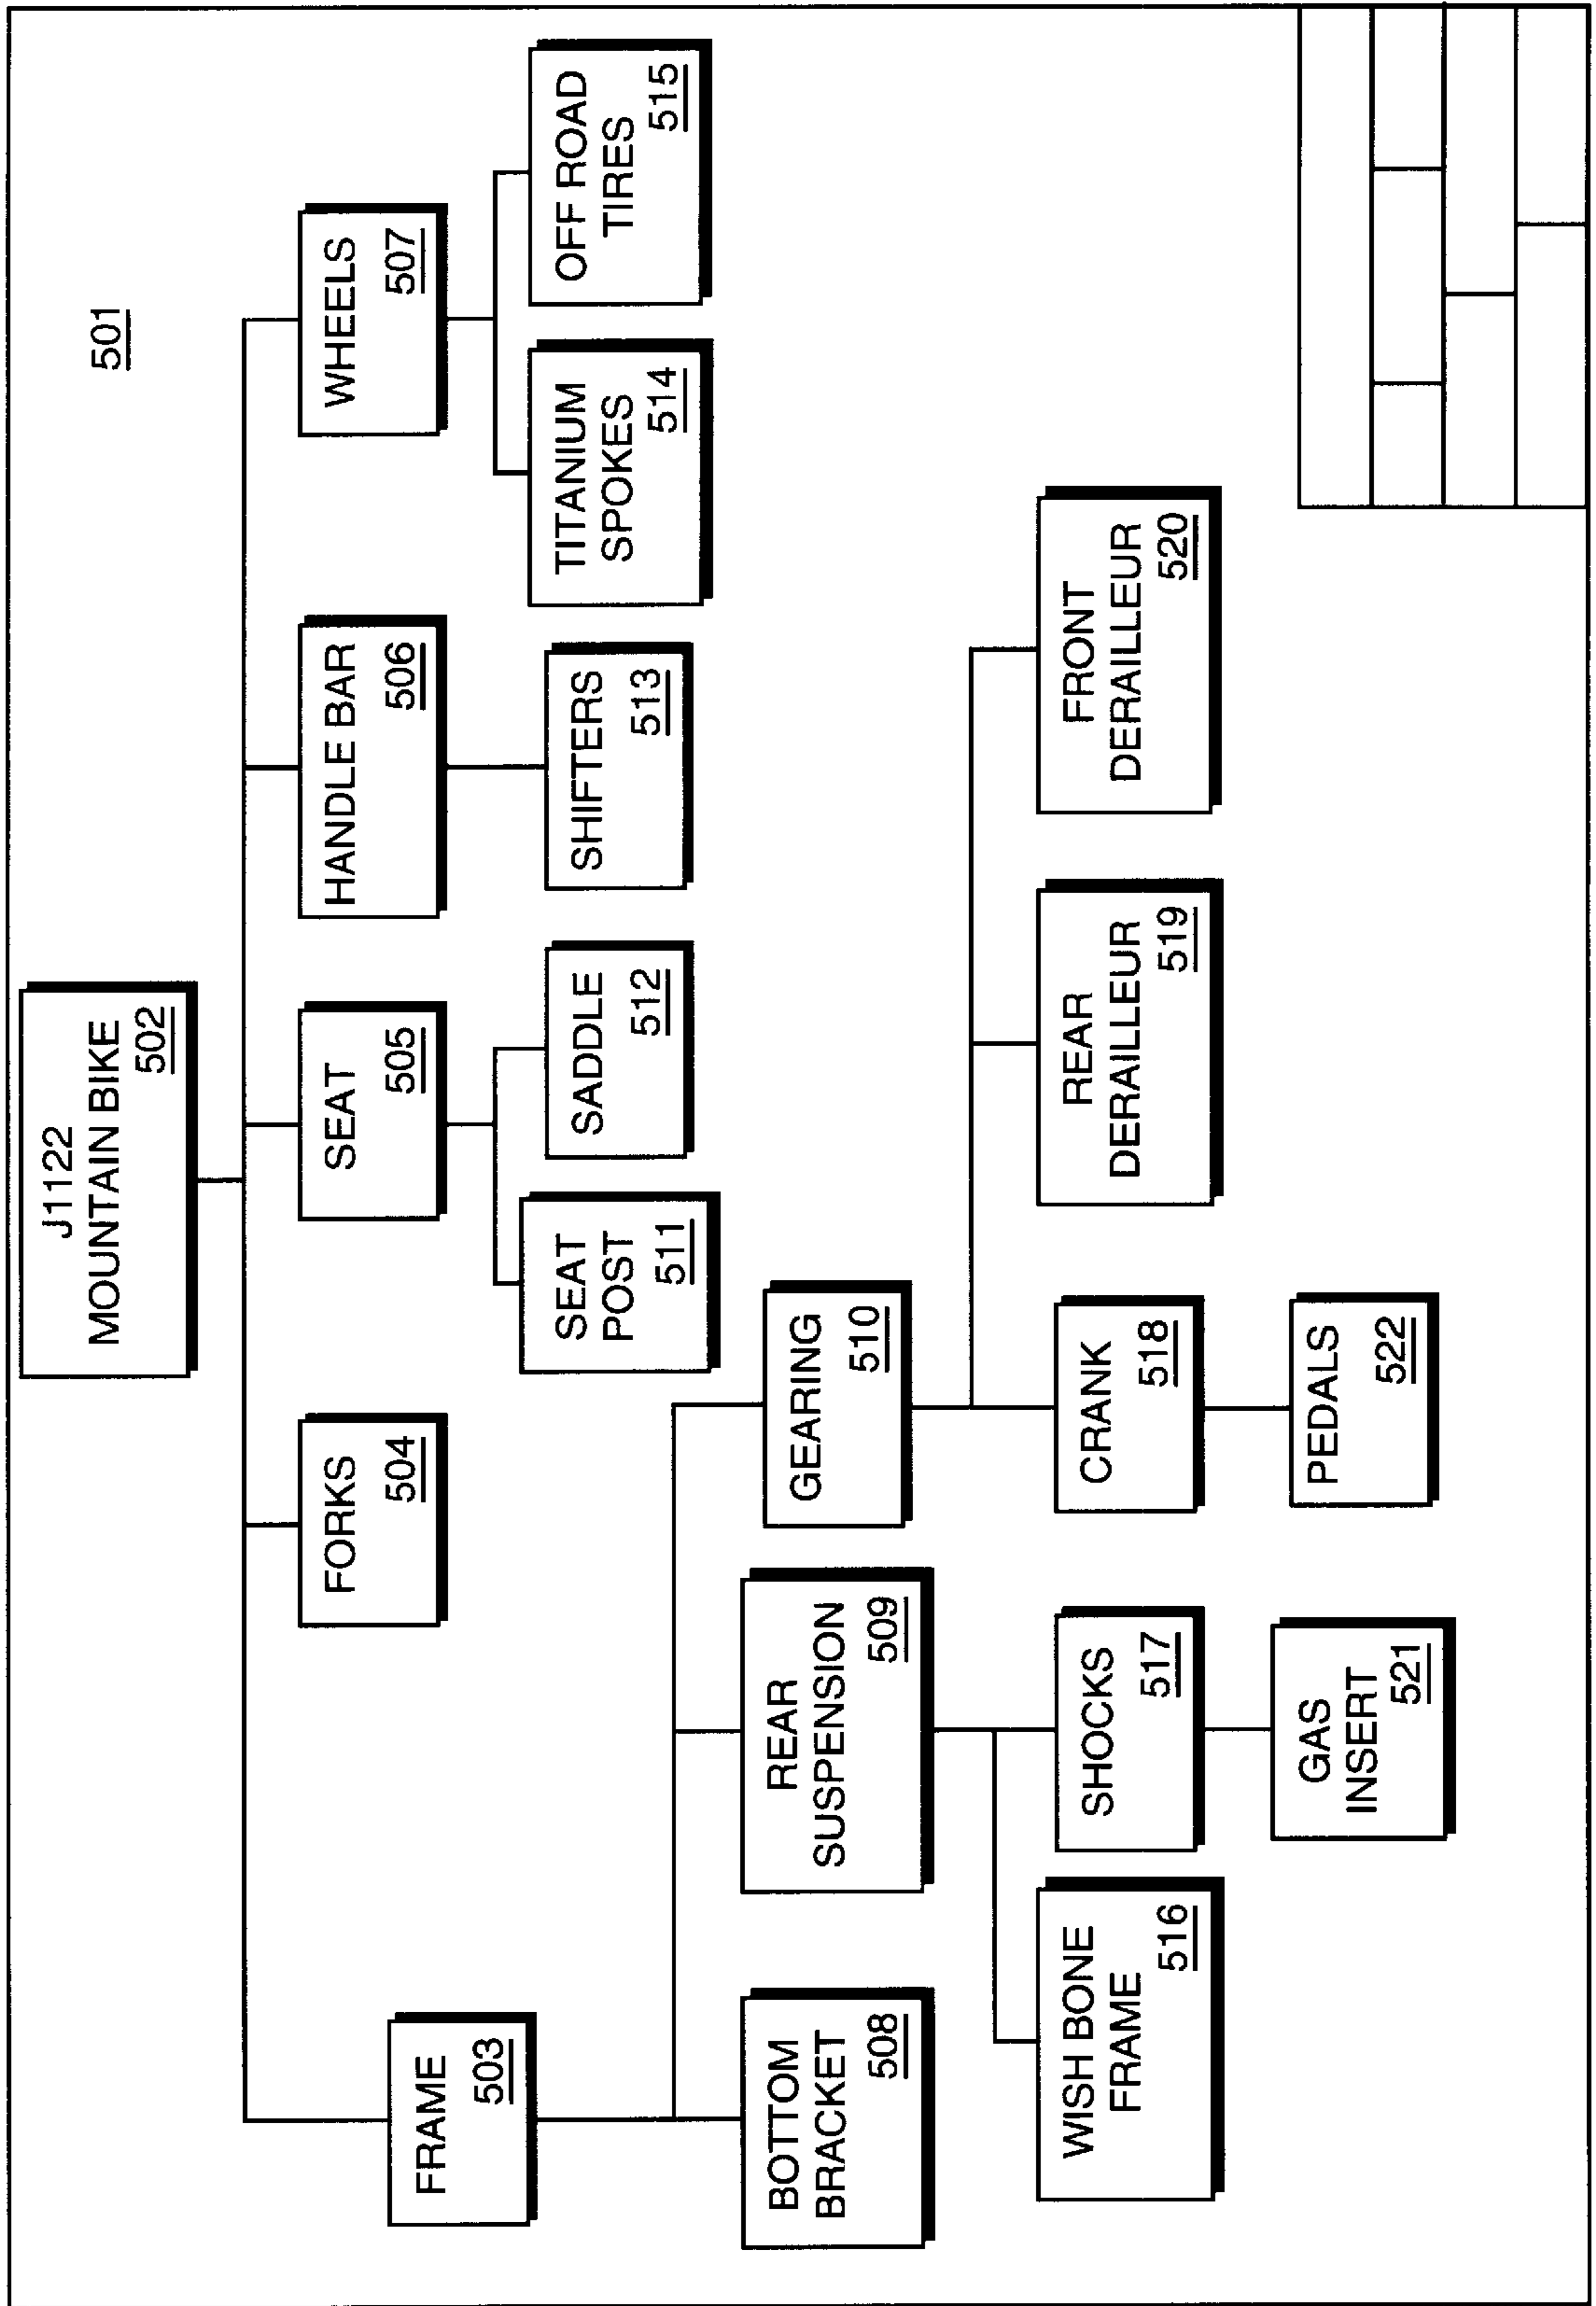 501
J1122
MOUNTAIN BIKE
502
FORKS
504
SEAT
505
HANDLE BAR
506
WHEELS
507
FRAME
503
SEAT
POST
511
SADDLE
512
SHIFTERS
513
TITANIUM
SPOKES
514
OFF ROAD
TIRES
515
BOTTOM
BRACKET
508
REAR
SUSPENSION
509
GEARING
510
WISH BONE
FRAME
516
SHOCKS
517
CRANK
518
REAR
DERAILLEUR
519
FRONT
DERAILLEUR
520
GAS
INSERT
521
PEDALS
522